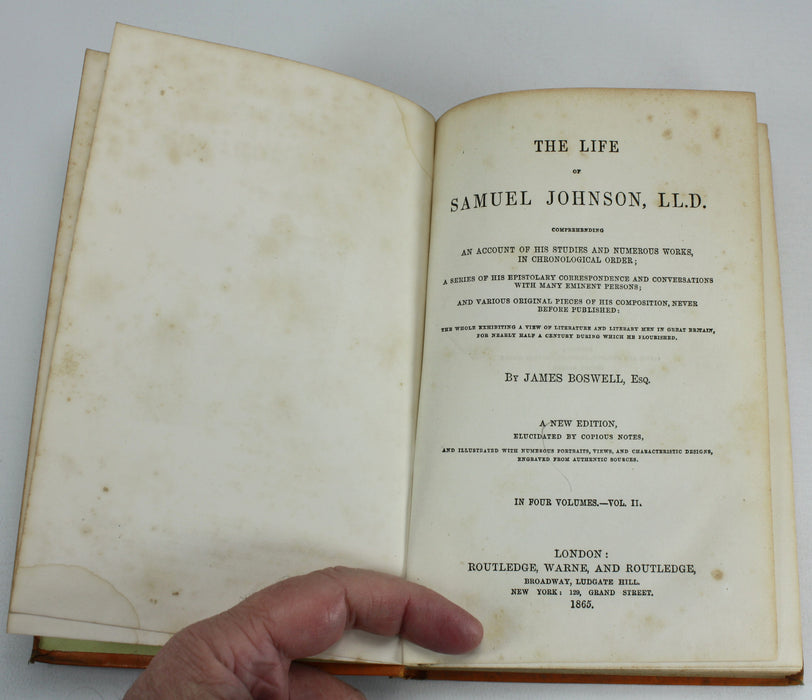 THE LIFE
OF
SAMUEL JOHNSON, LL.D.
COMPREHENDING
AN ACCOUNT OF HIS STUDIES AND NUMEROUS WORKS,
IN CHRONOLOGICAL ORDER;
A SERIES OF HIS EPISTOLARY CORRESPONDENCE AND CONVERSATIONS
WITH MANY EMINENT PERSONS;
AND VARIOUS ORIGINAL PIECES OF HIS COMPOSITION, NEVER
BEFORE PUBLISHED:
THE WHOLE EXHIBITING A VIEW OF LITERATURE AND LITERARY MEN IN GREAT BRITAIN,
FOR NEARLY HALF A CENTURY DURING WHICH HE FLOURISHED.
BY JAMES BOSWELL, ESQ.
A NEW EDITION,
ELUCIDATED BY COPIOUS NOTES,
AND ILLUSTRATED WITH NUMEROUS PORTRAITS, VIEWS, AND CHARACTERISTIC DESIGNS,
ENGRAVED FROM AUTHENTIC SOURCES.
IN FOUR VOLUMES.—VOL. II.
LONDON:
ROUTLEDGE, WARNE, AND ROUTLEDGE,
BROADWAY, LUDGATE HILL.
NEW YORK: 129, GRAND STREET.
1865.